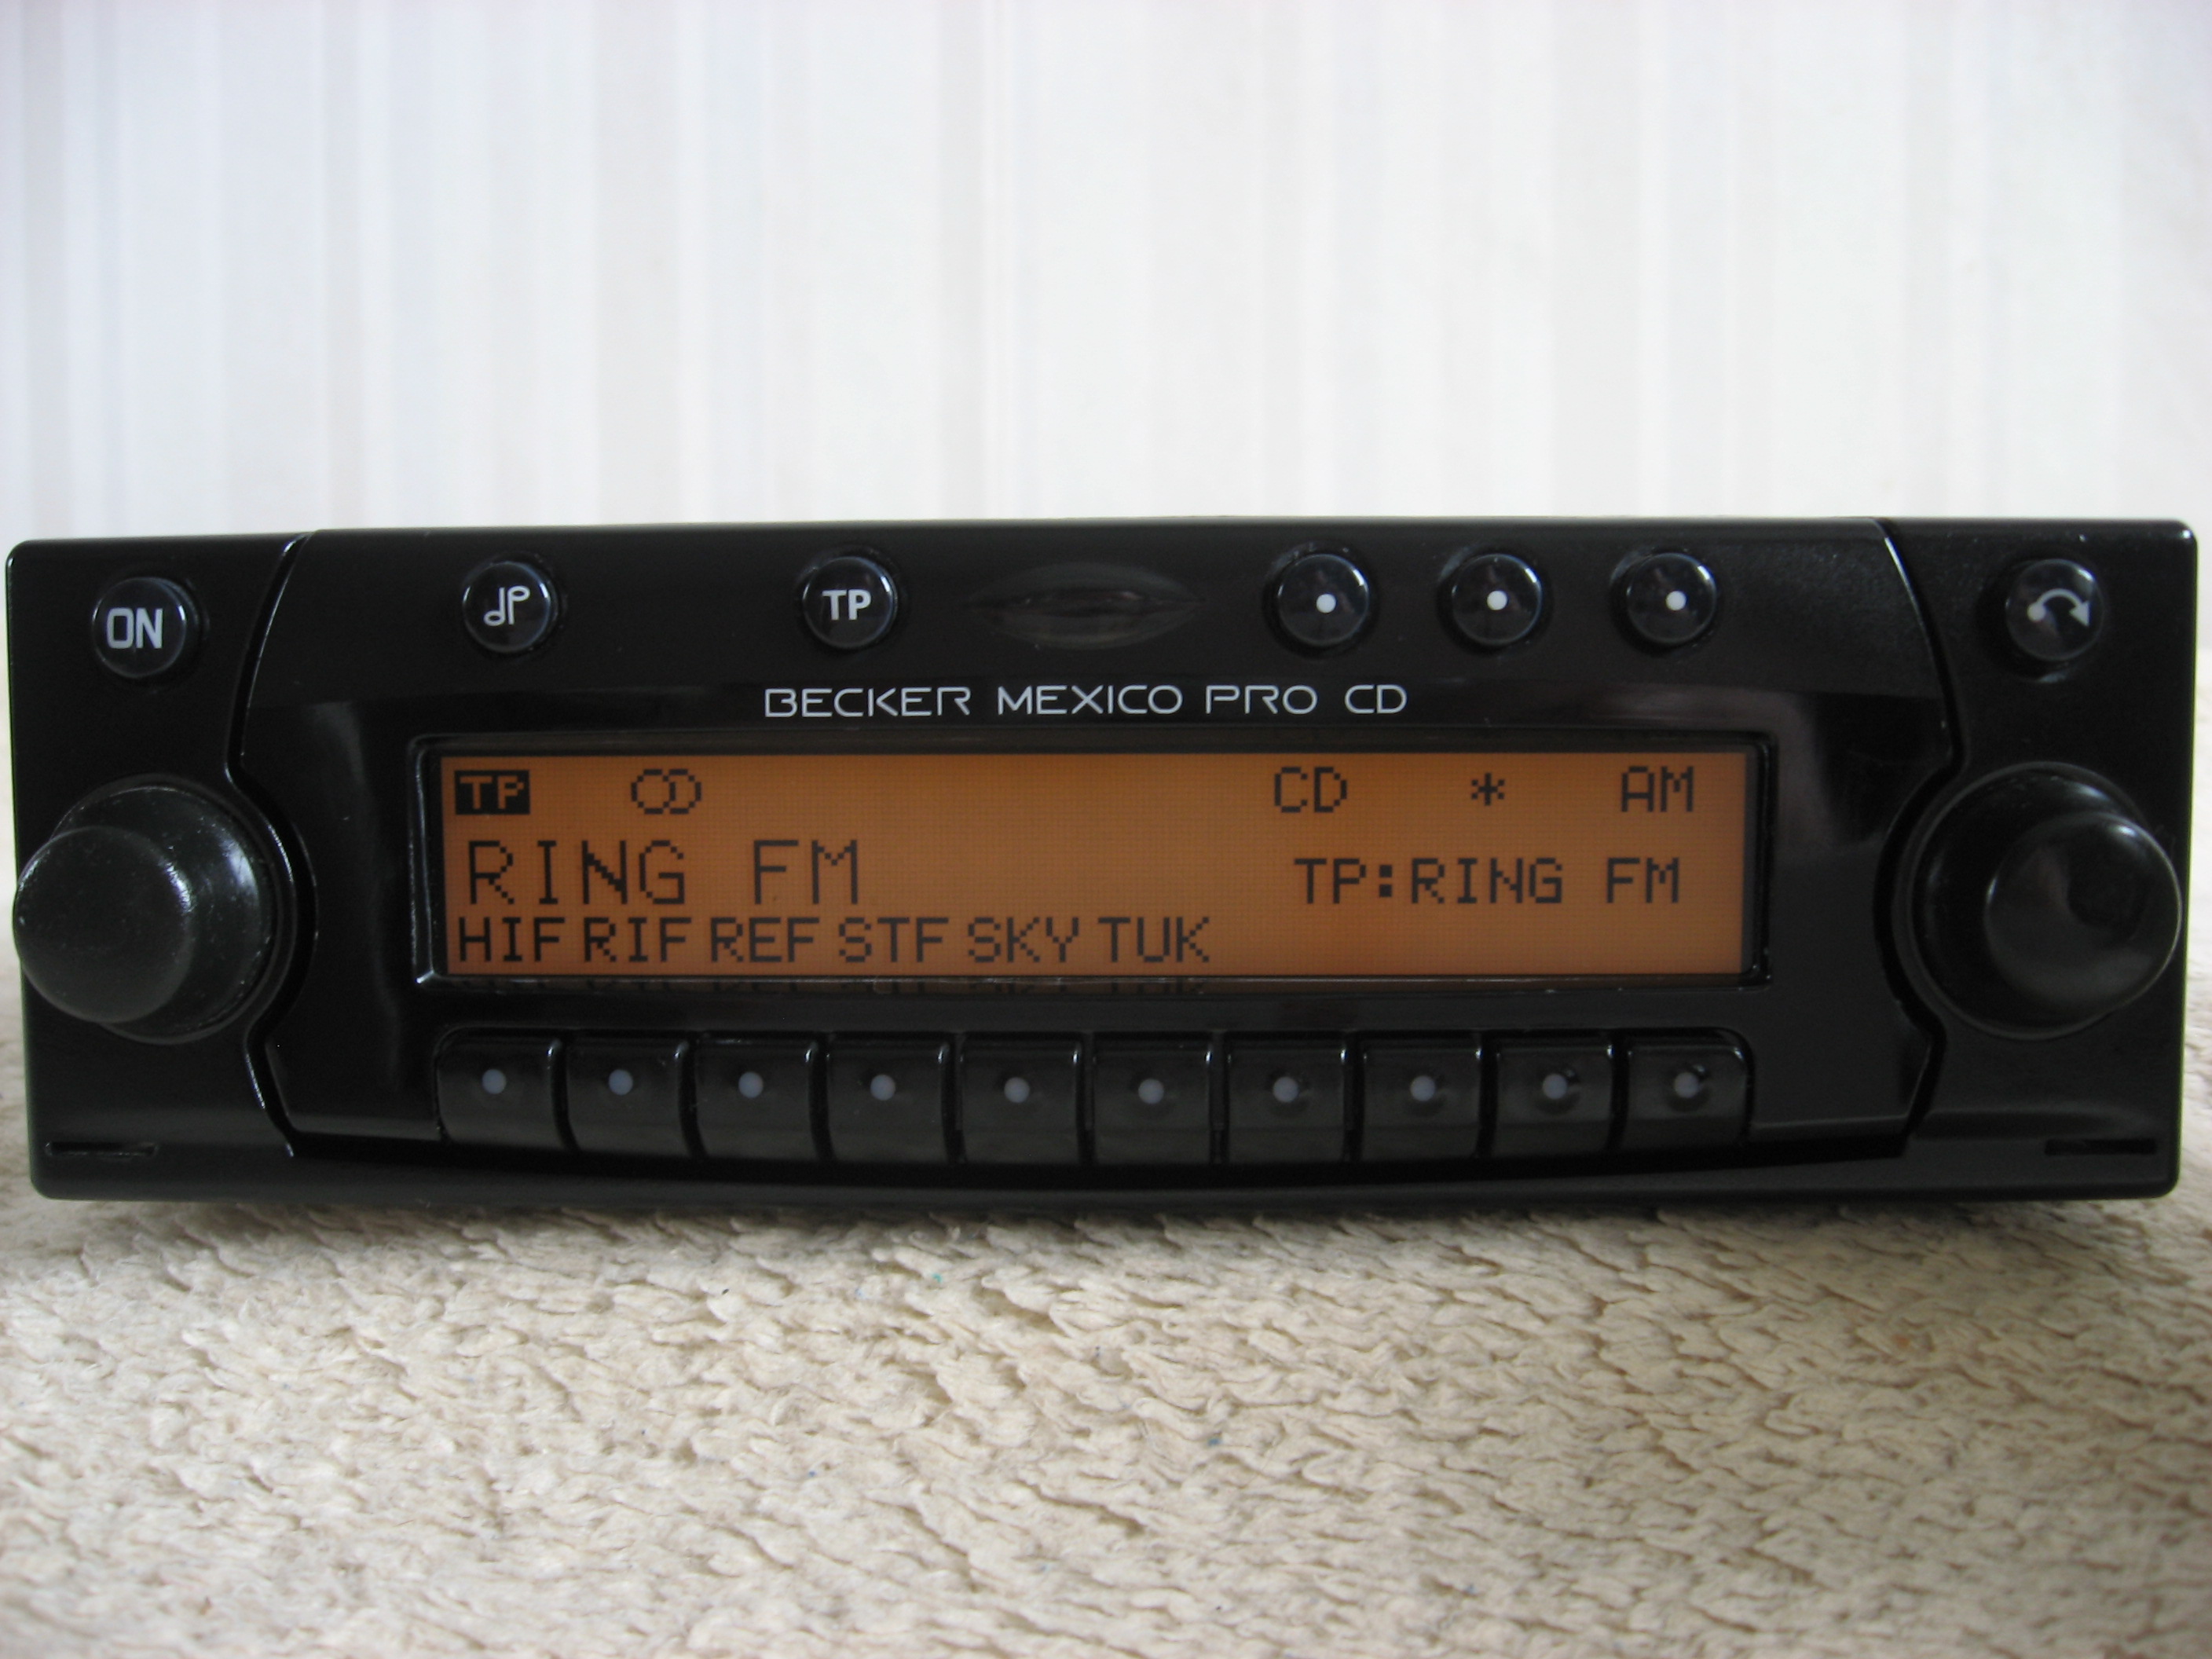 ON TP
BECKER MEXICO PRO CD
TP CD * AM
RING FM TP:RING FM
HIF RIF REF STF SKY TUK